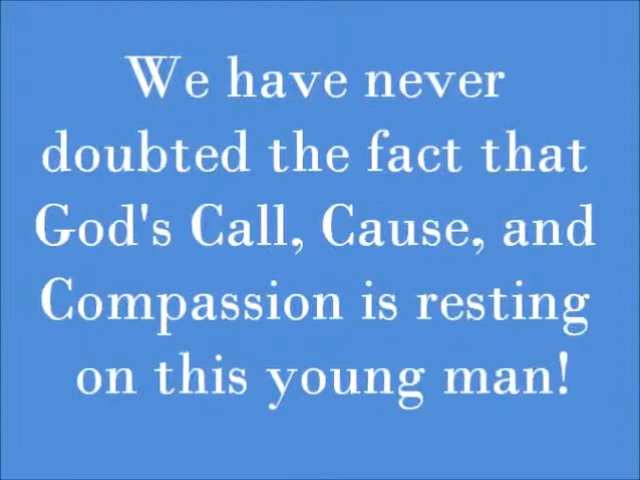 We have never
doubted the fact that
God's Call, Cause, and
Compassion is resting
on this young man!